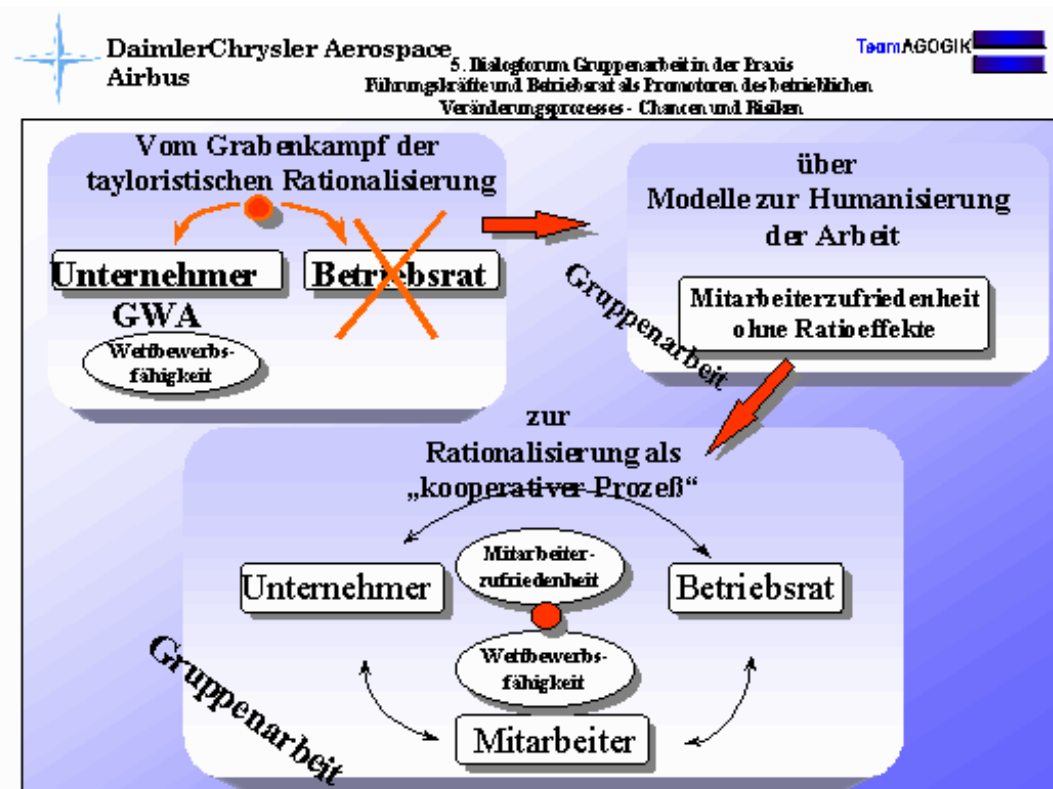 DaimlerChrysler Aerospace
Airbus
5. Dialogforum Gruppenarbeit in der Praxis
Führungskräfte und Betriebsrat als Promotoren des betrieblichen
Veränderungsprozesses - Chancen und Risiken
TeamAGOGIK
Vom Grabenkampf der
tayloristischen Rationalisierung
Unternehmer
Betriebsrat
GWA
Wettbewerbs-
fähigkeit
über
Modelle zur Humanisierung
der Arbeit
Mitarbeiterzufriedenheit
ohne Ratioeffekte
Gruppenarbeit
zur
Rationalisierung als
„kooperativer Prozeß“
Unternehmer
Mitarbeiter-
zufriedenheit
Betriebsrat
Wettbewerbs-
fähigkeit
Mitarbeiter
Gruppenarbeit